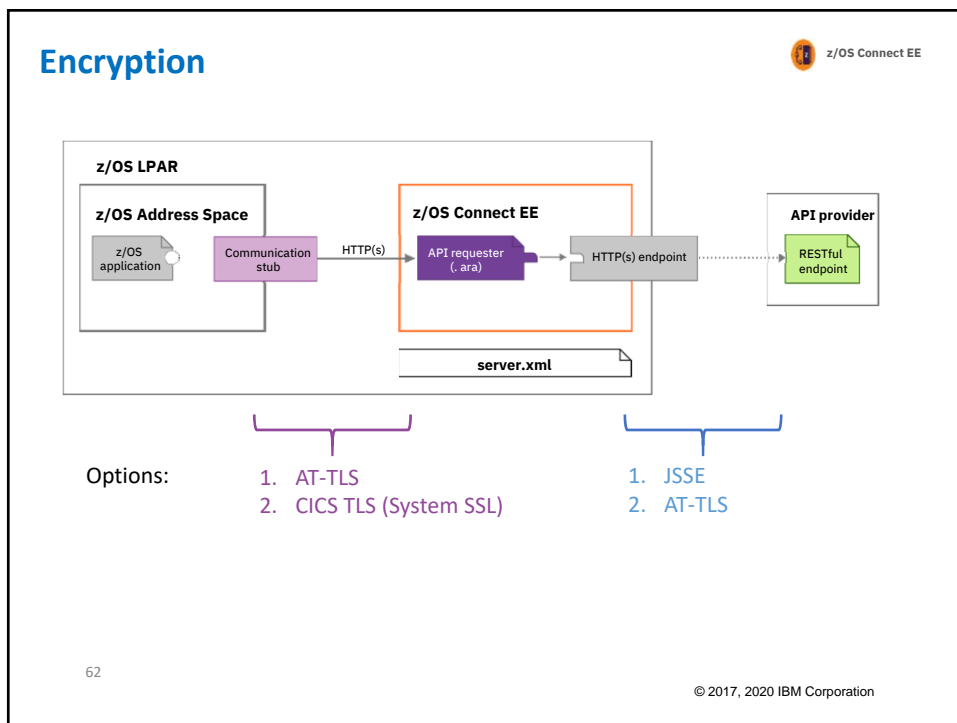 Encryption
z/OS Connect EE
z/OS LPAR
z/OS Address Space
z/OS
application
Communication
stub
HTTP(s)
z/OS Connect EE
API requester
(. ara)
HTTP(s) endpoint
API provider
RESTful
endpoint
server.xml
Options:
1. AT-TLS
2. CICS TLS (System SSL)
1. JSSE
2. AT-TLS
62
© 2017, 2020 IBM Corporation